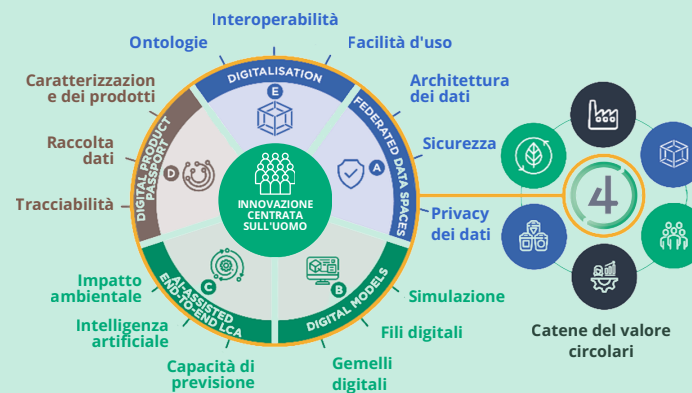 Interoperabilità
Ontologie
Facilità d'uso
Caratterizzazion
e dei prodotti
Architettura
dei dati
Raccolta
dati
Sicurezza
Tracciabilità
Privacy
dei dati
Impatto
ambientale
Simulazione
Intelligenza
artificiale
Fili digitali
Capacità di
previsione
Gemelli
digitali
DIGITALISATION
E
FEDERATED DATA SPACES
A
DIGITAL MODELS
B
AI-ASSISTED
END-TO-END LCA
C
DIGITAL PRODUCT
PASSPORT
D
INNOVAZIONE
CENTRATA
SULL'UOMO
4
Catene del valore
circolari